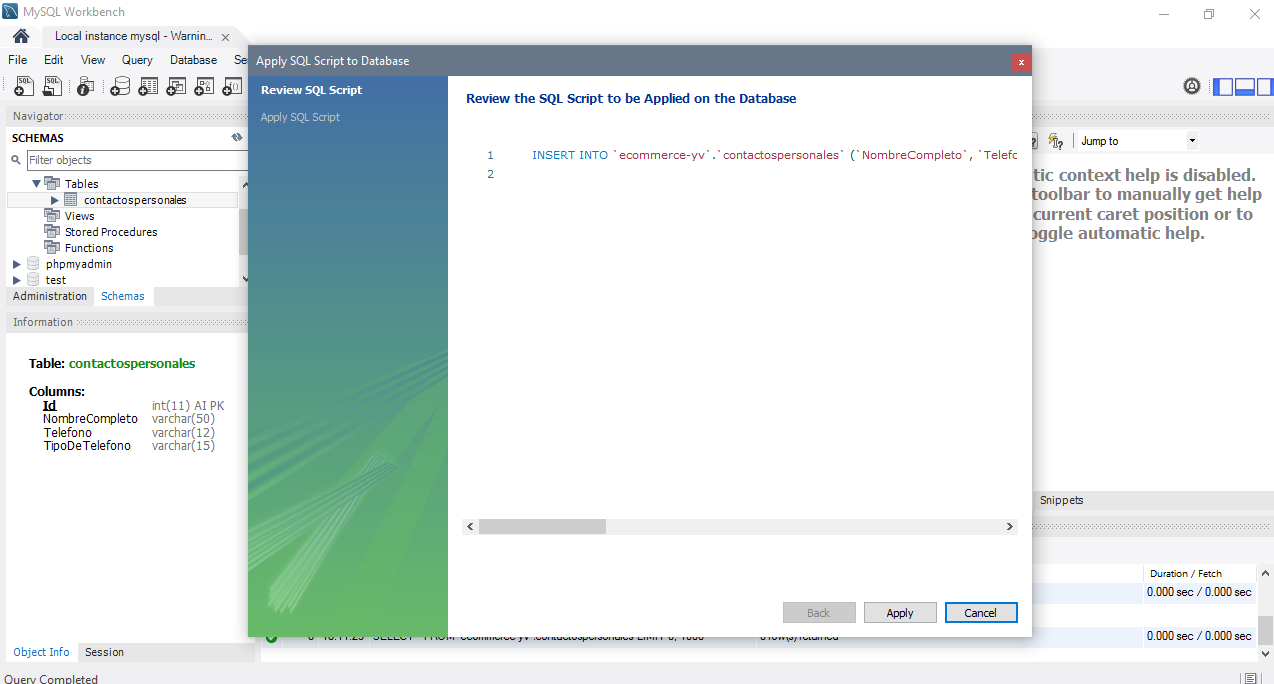 MySQL Workbench
Local instance mysql - Warnin... x
File Edit View Query Database Se
Apply SQL Script to Database
Review SQL Script
Apply SQL Script
Review the SQL Script to be Applied on the Database
1 INSERT INTO `ecommerce-yv`.`contactospersonales` (`NombreCompleto`, `Telefo
2
Back Apply Cancel
Navigator
SCHEMAS
Filter objects
Tables
contactospersonales
Views
Stored Procedures
Functions
phpmyadmin
test
Administration Schemas
Information
Table: contactospersonales
Columns:
Id int(11) AI PK
NombreCompleto varchar(50)
Telefono varchar(12)
TipoDeTelefono varchar(15)
Object Info Session
Query Completed
Jump to
tic context help is disabled.
toolbar to manually get help
current caret position or to
oggle automatic help.
Snippets
Duration / Fetch
0.000 sec / 0.000 sec
0.000 sec / 0.000 sec